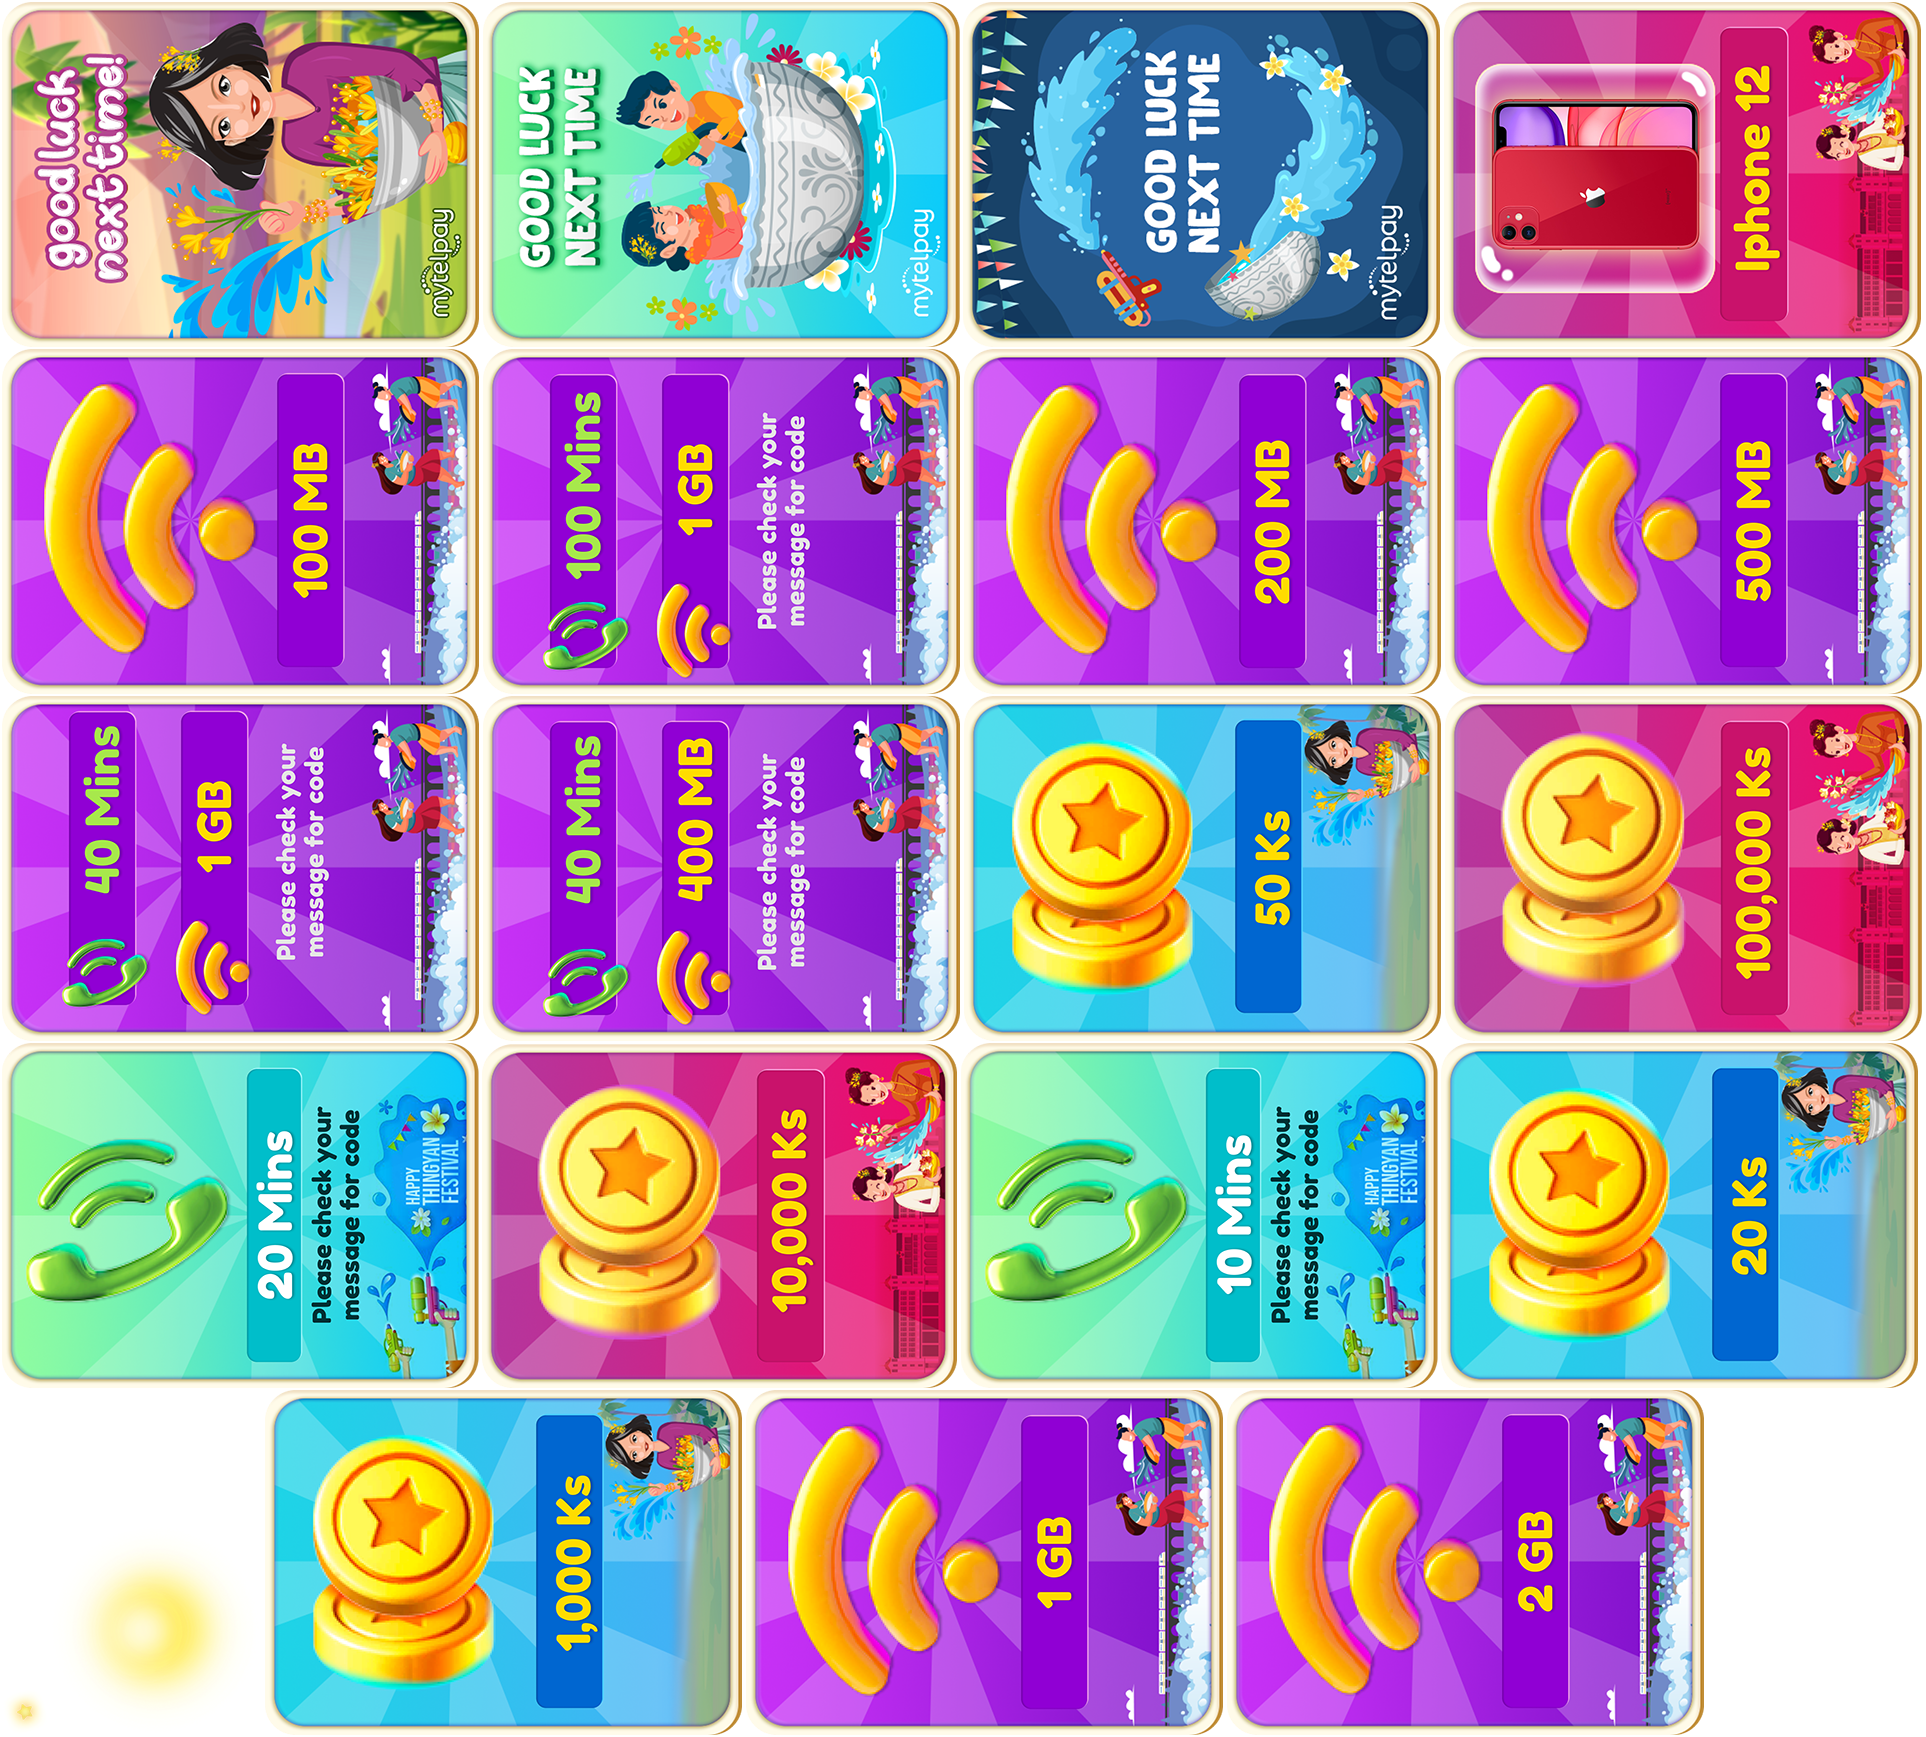 good luck
next time!
mytelpay
GOOD LUCK
NEXT TIME
mytelpay
GOOD LUCK
NEXT TIME
mytelpay
Iphone 12
100 MB
100 Mins
1 GB
Please check your
message for code
200 MB
500 MB
40 Mins
1 GB
Please check your
message for code
40 Mins
400 MB
Please check your
message for code
50 Ks
100,000 Ks
20 Mins
Please check your
message for code
HAPPY
THINGYAN
FESTIVAL
10,000 Ks
10 Mins
Please check your
message for code
HAPPY
THINGYAN
FESTIVAL
20 Ks
1,000 Ks
1 GB
2 GB